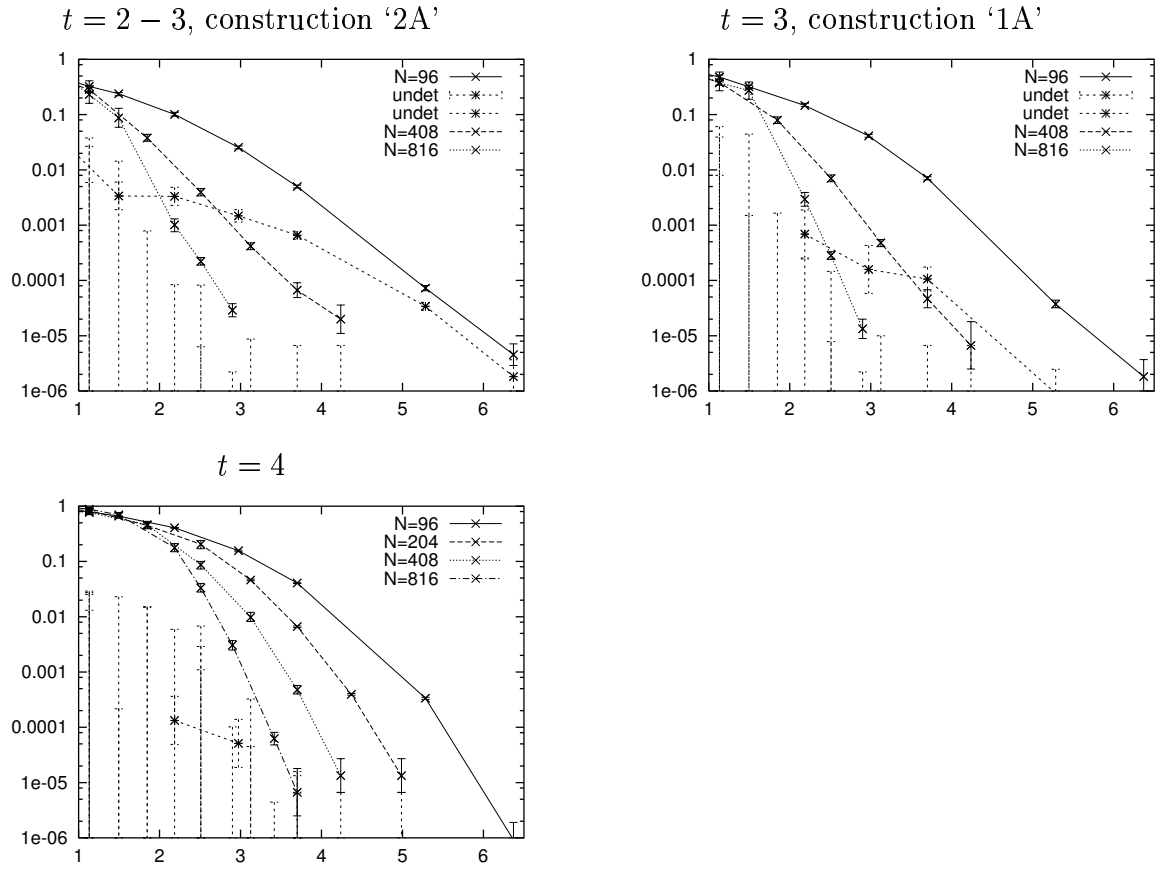 t = 2 − 3, construction ‘2A’
1
0.1
0.01
0.001
0.0001
1e-05
1e-06
1 2 3 4 5 6
N=96
undet
undet
N=408
N=816
t = 3, construction ‘1A’
1
0.1
0.01
0.001
0.0001
1e-05
1e-06
1 2 3 4 5 6
N=96
undet
undet
N=408
N=816
t = 4
1
0.1
0.01
0.001
0.0001
1e-05
1e-06
1 2 3 4 5 6
N=96
N=204
N=408
N=816